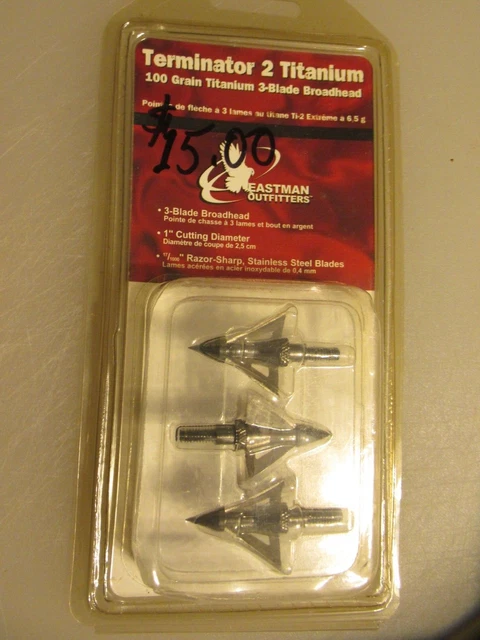 Terminator 2 Titanium
100 Grain Titanium 3-Blade Broadhead
de flèche à 3 lames au titane Ti-2 Extrême à 6,5 g
$15.00
EASTMAN
OUTFITTERS
• 3-Blade Broadhead
Pointe de chasse à 3 lames et bout en argent
• 1" Cutting Diameter
Diamètre de coupe de 2,5 cm
Razor-Sharp, Stainless Steel Blades
Lames acérées en acier inoxydable de 0,4 mm